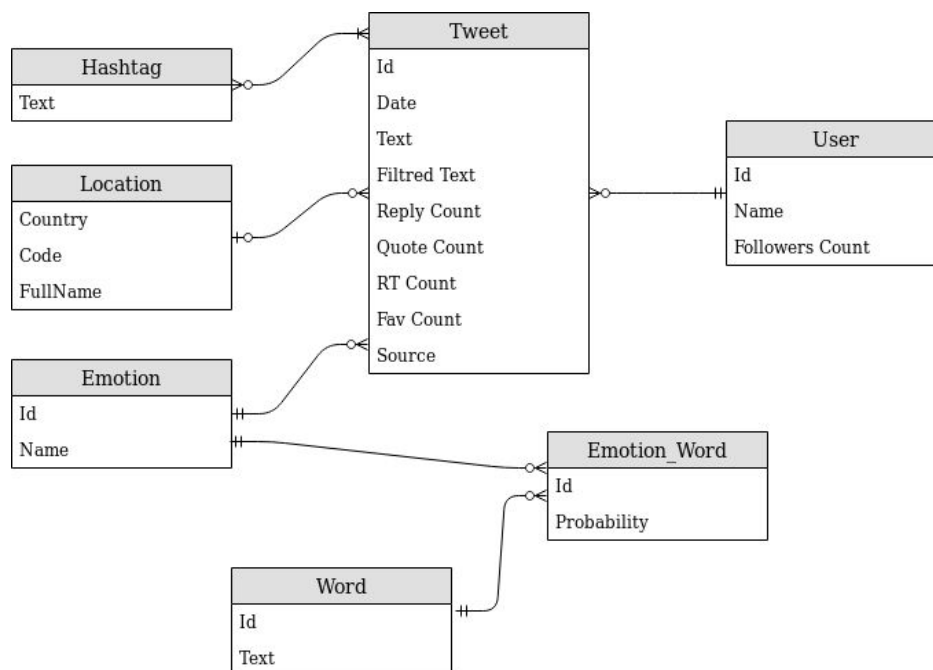 Tweet
Id
Date
Text
Filtred Text
Reply Count
Quote Count
RT Count
Fav Count
Source
Hashtag
Text
Location
Country
Code
FullName
User
Id
Name
Followers Count
Emotion
Id
Name
Emotion_Word
Id
Probability
Word
Id
Text